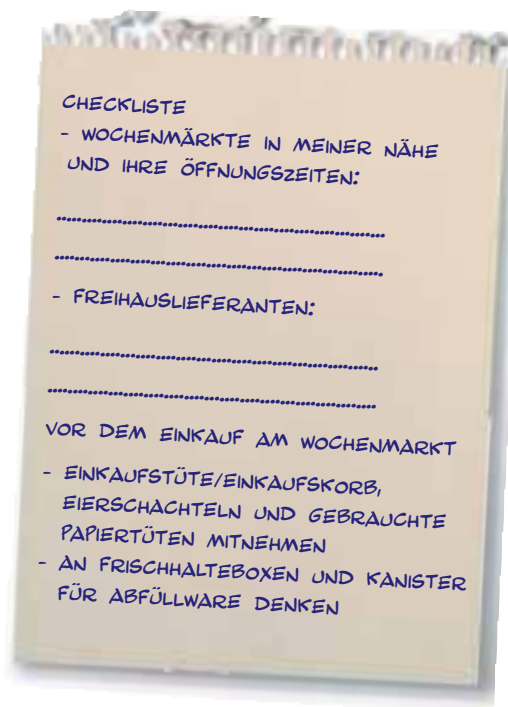 CHECKLISTE
- WOCHENMÄRKTE IN MEINER NÄHE
UND IHRE ÖFFNUNGSZEITEN:
..................................................................
..................................................................
- FREIHAUSLIEFERANTEN:
..................................................................
..................................................................
VOR DEM EINKAUF AM WOCHENMARKT
- EINKAUFSTÜTE/EINKAUFSKORB,
EIERSCHACHTELN UND GEBRAUCHTE
PAPIERTÜTEN MITNEHMEN
- AN FRISCHHALTEBOXEN UND KANISTER
FÜR ABFÜLLWARE DENKEN